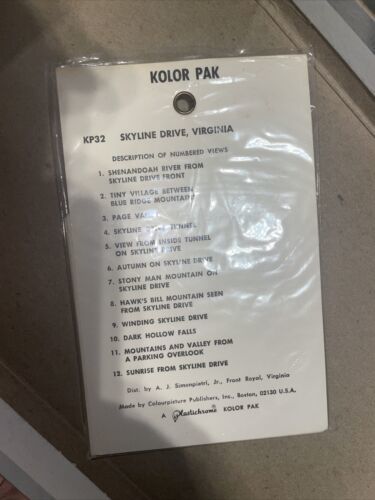 KOLOR PAK
KP32 SKYLINE DRIVE, VIRGINIA
DESCRIPTION OF NUMBERED VIEWS
1. SHENANDOAH RIVER FROM
SKYLINE DRIVE FRONT
2. TINY VILLAGE BETWEEN
BLUE RIDGE MOUNTAINS
3. PAGE VALLEY
4. SKYLINE DRIVE TUNNEL
5. VIEW FROM INSIDE TUNNEL
ON SKYLINE DRIVE
6. AUTUMN ON SKYLINE DRIVE
7. STONY MAN MOUNTAIN ON
SKYLINE DRIVE
8. HAWK'S BILL MOUNTAIN SEEN
FROM SKYLINE DRIVE
9. WINDING SKYLINE DRIVE
10. DARK HOLLOW FALLS
11. MOUNTAINS AND VALLEY FROM
A PARKING OVERLOOK
12. SUNRISE FROM SKYLINE DRIVE
Dist. by A. J. Simonpietri, Jr., Front Royal, Virginia
Made by Colourpicture Publishers, Inc., Boston, 02130 U.S.A.
A Plastichrome® KOLOR PAK